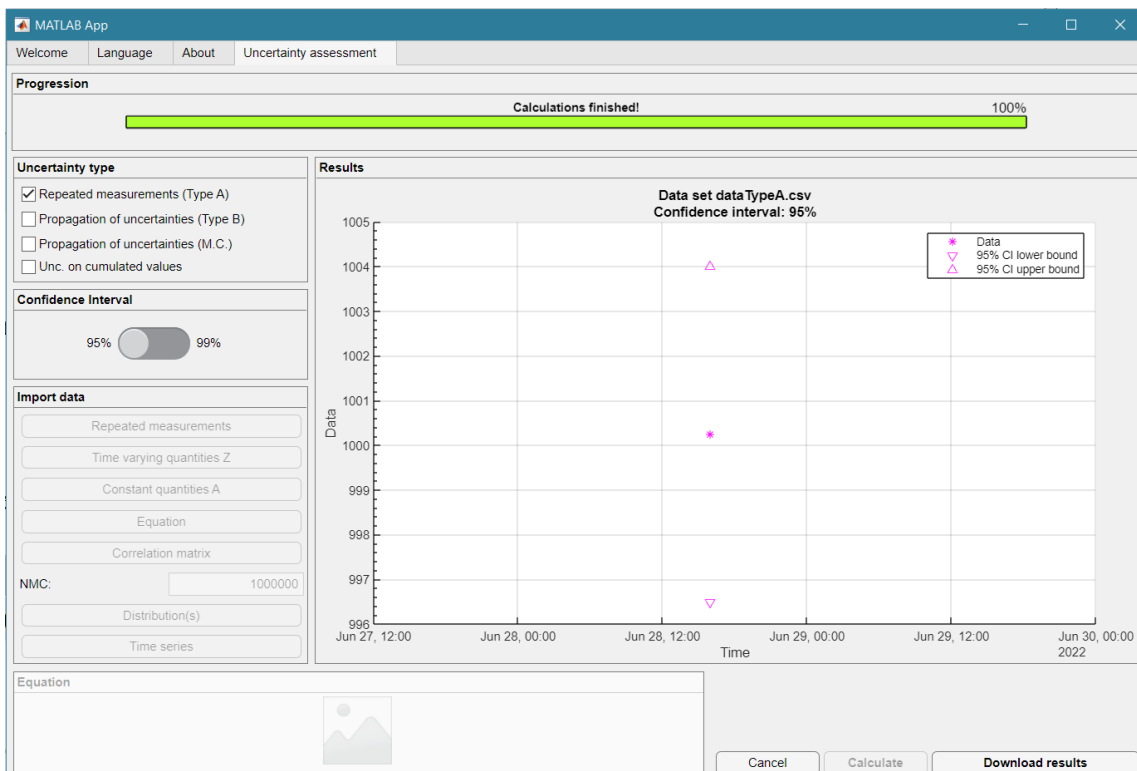 MATLAB App
Welcome Language About Uncertainty assessment
Progression
Calculations finished! 100%
Uncertainty type
Repeated measurements (Type A)
Propagation of uncertainties (Type B)
Propagation of uncertainties (M.C.)
Unc. on cumulated values
Confidence Interval
95% 99%
Import data
Repeated measurements
Time varying quantities Z
Constant quantities A
Equation
Correlation matrix
NMC: 1000000
Distribution(s)
Time series
Results
Data set dataTypeA.csv
Confidence interval: 95%
Data
95% CI lower bound
95% CI upper bound
1005
1004
1003
1002
1001
1000
999
998
997
996
Data
Jun 27, 12:00 Jun 28, 00:00 Jun 28, 12:00 Jun 29, 00:00 Jun 29, 12:00 Jun 30, 00:00
Time 2022
Equation
Cancel Calculate Download results